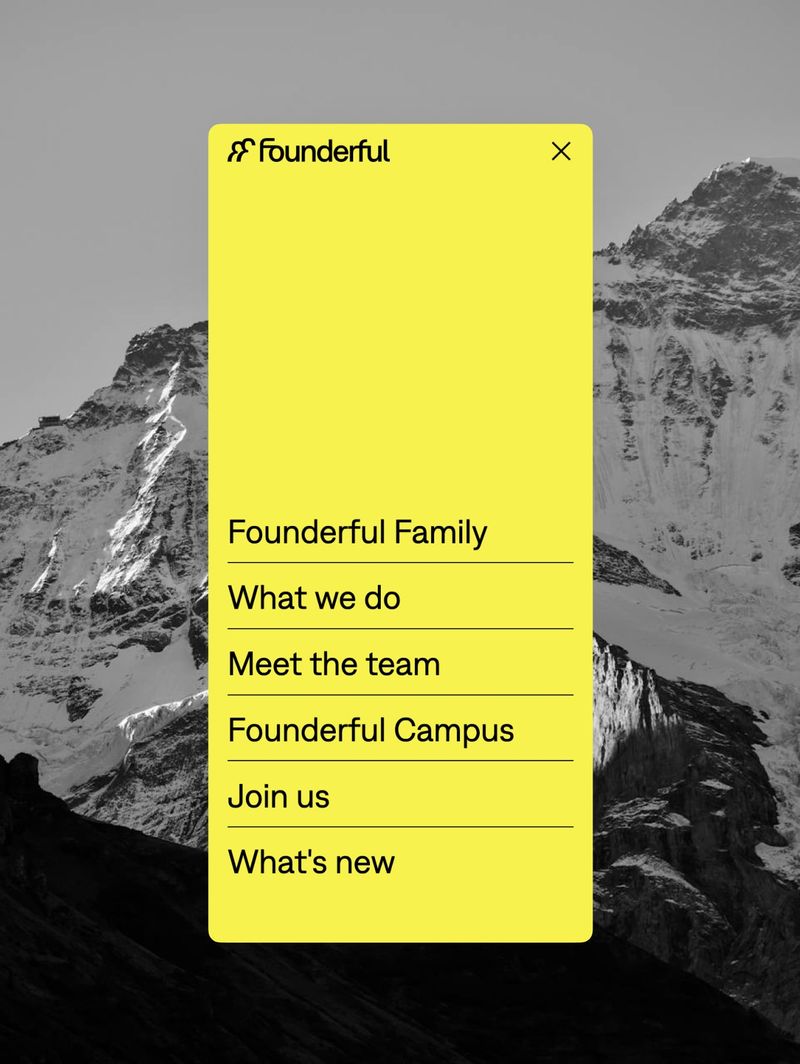 Founderful
Founderful Family
What we do
Meet the team
Founderful Campus
Join us
What's new